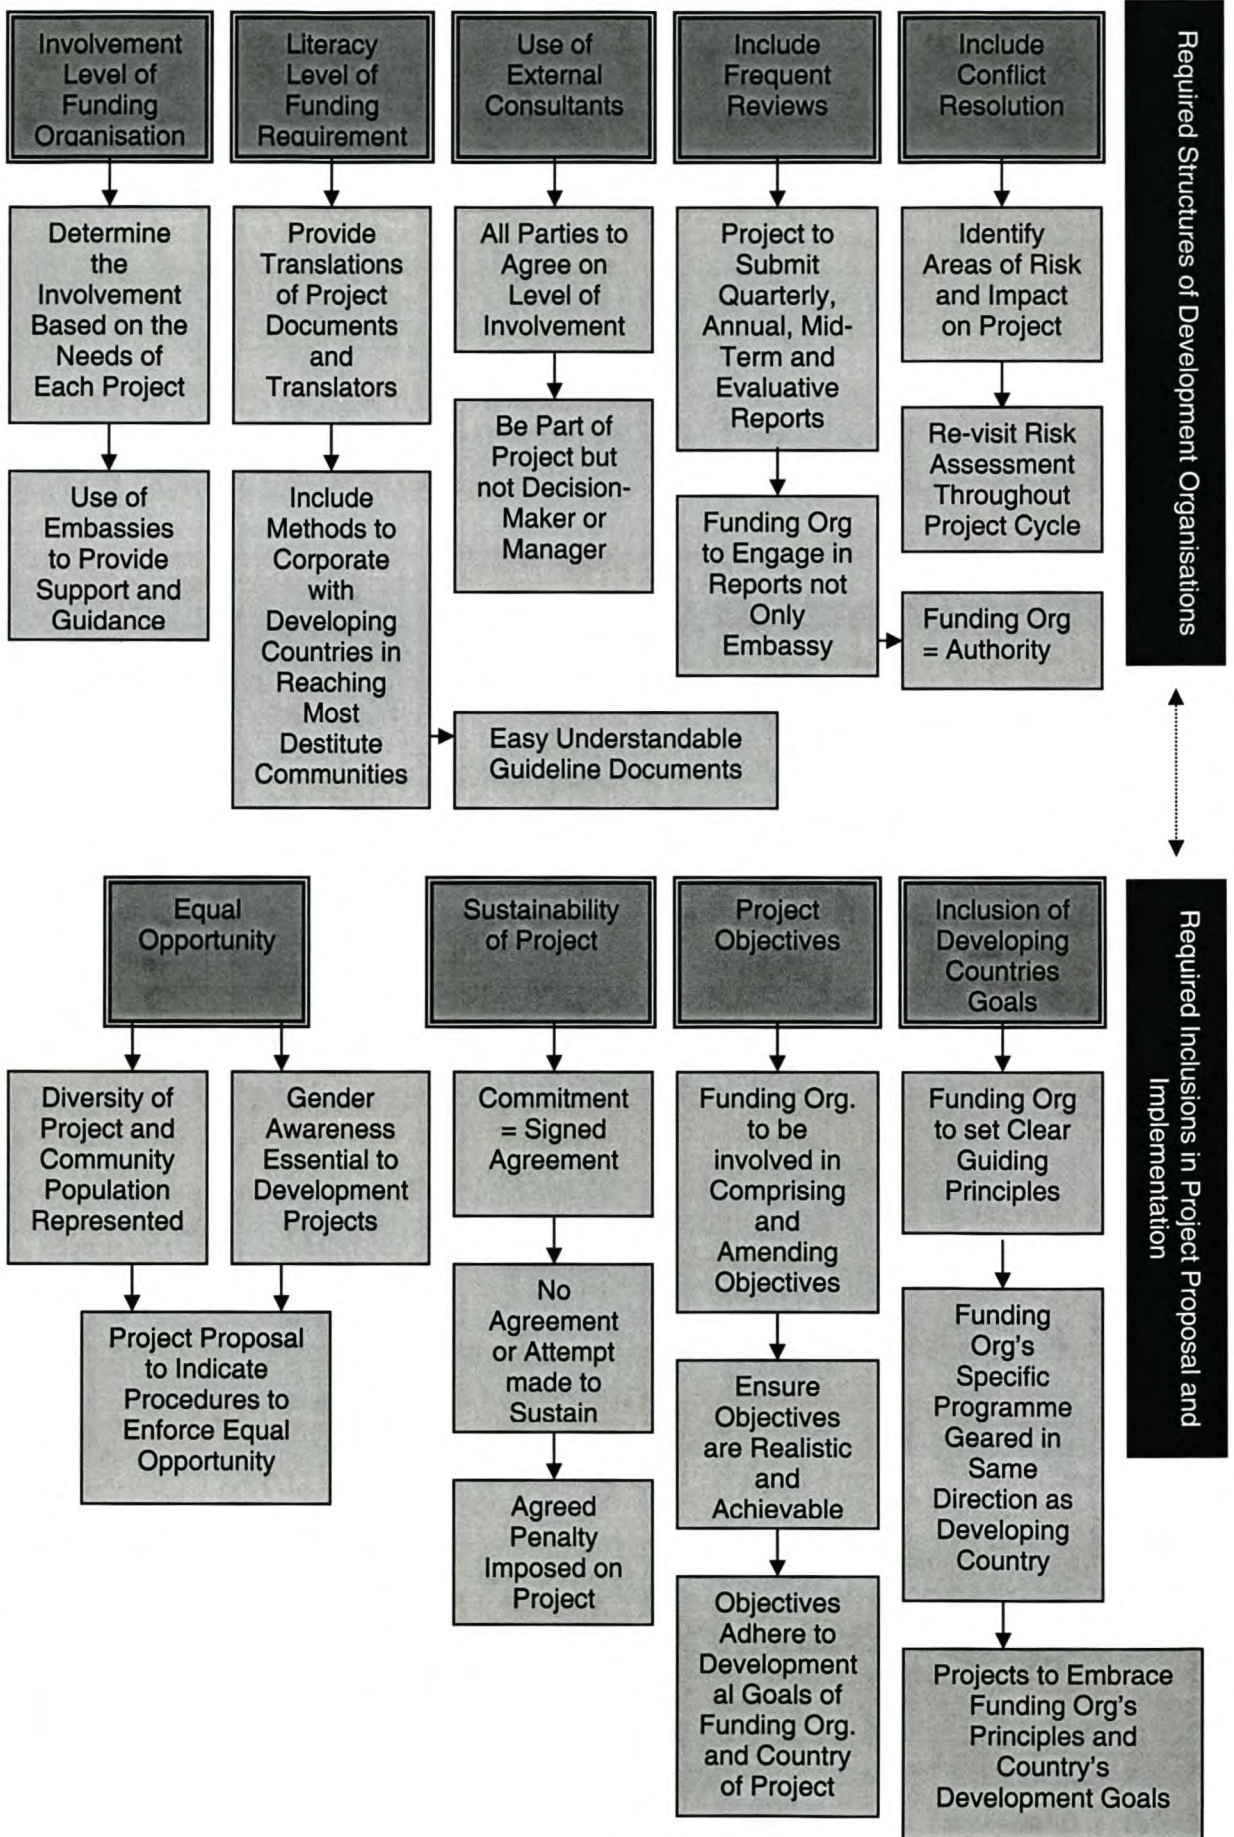 Involvement
Level of
Funding
Organisation
Literacy
Level of
Funding
Requirement
Use of
External
Consultants
Include
Frequent
Reviews
Include
Conflict
Resolution
Required Structures of Development Organisations
Determine
the
Involvement
Based on the
Needs of
Each Project
Provide
Translations
of Project
Documents
and
Translators
All Parties to
Agree on
Level of
Involvement
Project to
Submit
Quarterly,
Annual, Mid-
Term and
Evaluative
Reports
Identify
Areas of Risk
and Impact
on Project
Use of
Embassies
to Provide
Support and
Guidance
Include
Methods to
Corporate
with
Developing
Countries in
Reaching
Most
Destitute
Communities
Be Part of
Project but
not Decision-
Maker or
Manager
Funding Org
to Engage in
Reports not
Only
Embassy
Re-visit Risk
Assessment
Throughout
Project Cycle
Funding Org
= Authority
Easy Understandable
Guideline Documents
Equal
Opportunity
Sustainability
of Project
Project
Objectives
Inclusion of
Developing
Countries
Goals
Required Inclusions in Project Proposal and
Implementation
Diversity of
Project and
Community
Population
Represented
Gender
Awareness
Essential to
Development
Projects
Commitment
= Signed
Agreement
Funding Org.
to be
involved in
Comprising
and
Amending
Objectives
Funding Org
to set Clear
Guiding
Principles
Project Proposal
to Indicate
Procedures to
Enforce Equal
Opportunity
No
Agreement
or Attempt
made to
Sustain
Ensure
Objectives
are Realistic
and
Achievable
Funding
Org's
Specific
Programme
Geared in
Same
Direction as
Developing
Country
Agreed
Penalty
Imposed on
Project
Objectives
Adhere to
Development
al Goals of
Funding Org.
and Country
of Project
Projects to Embrace
Funding Org's
Principles and
Country's
Development Goals